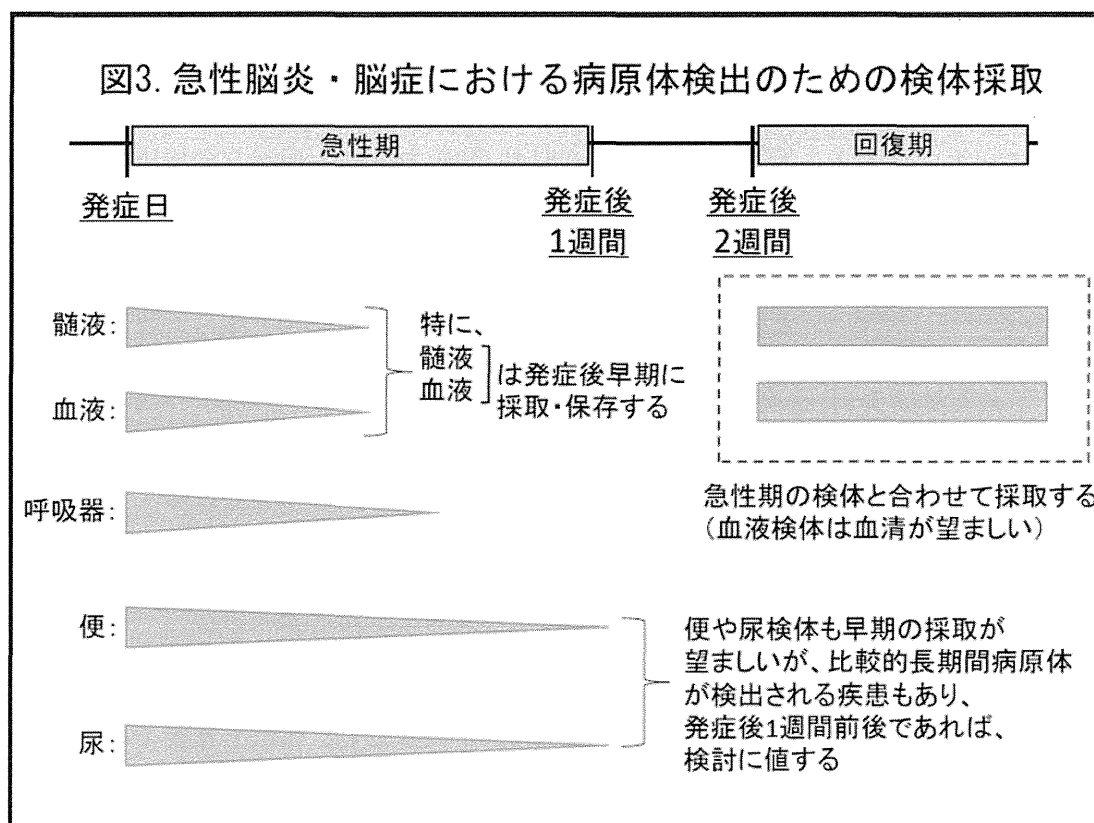 図3. 急性脳炎・脳症における病原体検出のための検体採取
急性期
回復期
発症日
発症後
1週間
発症後
2週間
髄液:
血液:
特に、
髄液
血液
は発症後早期に
採取・保存する
急性期の検体と合わせて採取する
(血液検体は血清が望ましい)
呼吸器:
便:
尿:
便や尿検体も早期の採取が
望ましいが、比較的長期間病原体
が検出される疾患もあり、
発症後1週間前後であれば、
検討に値する